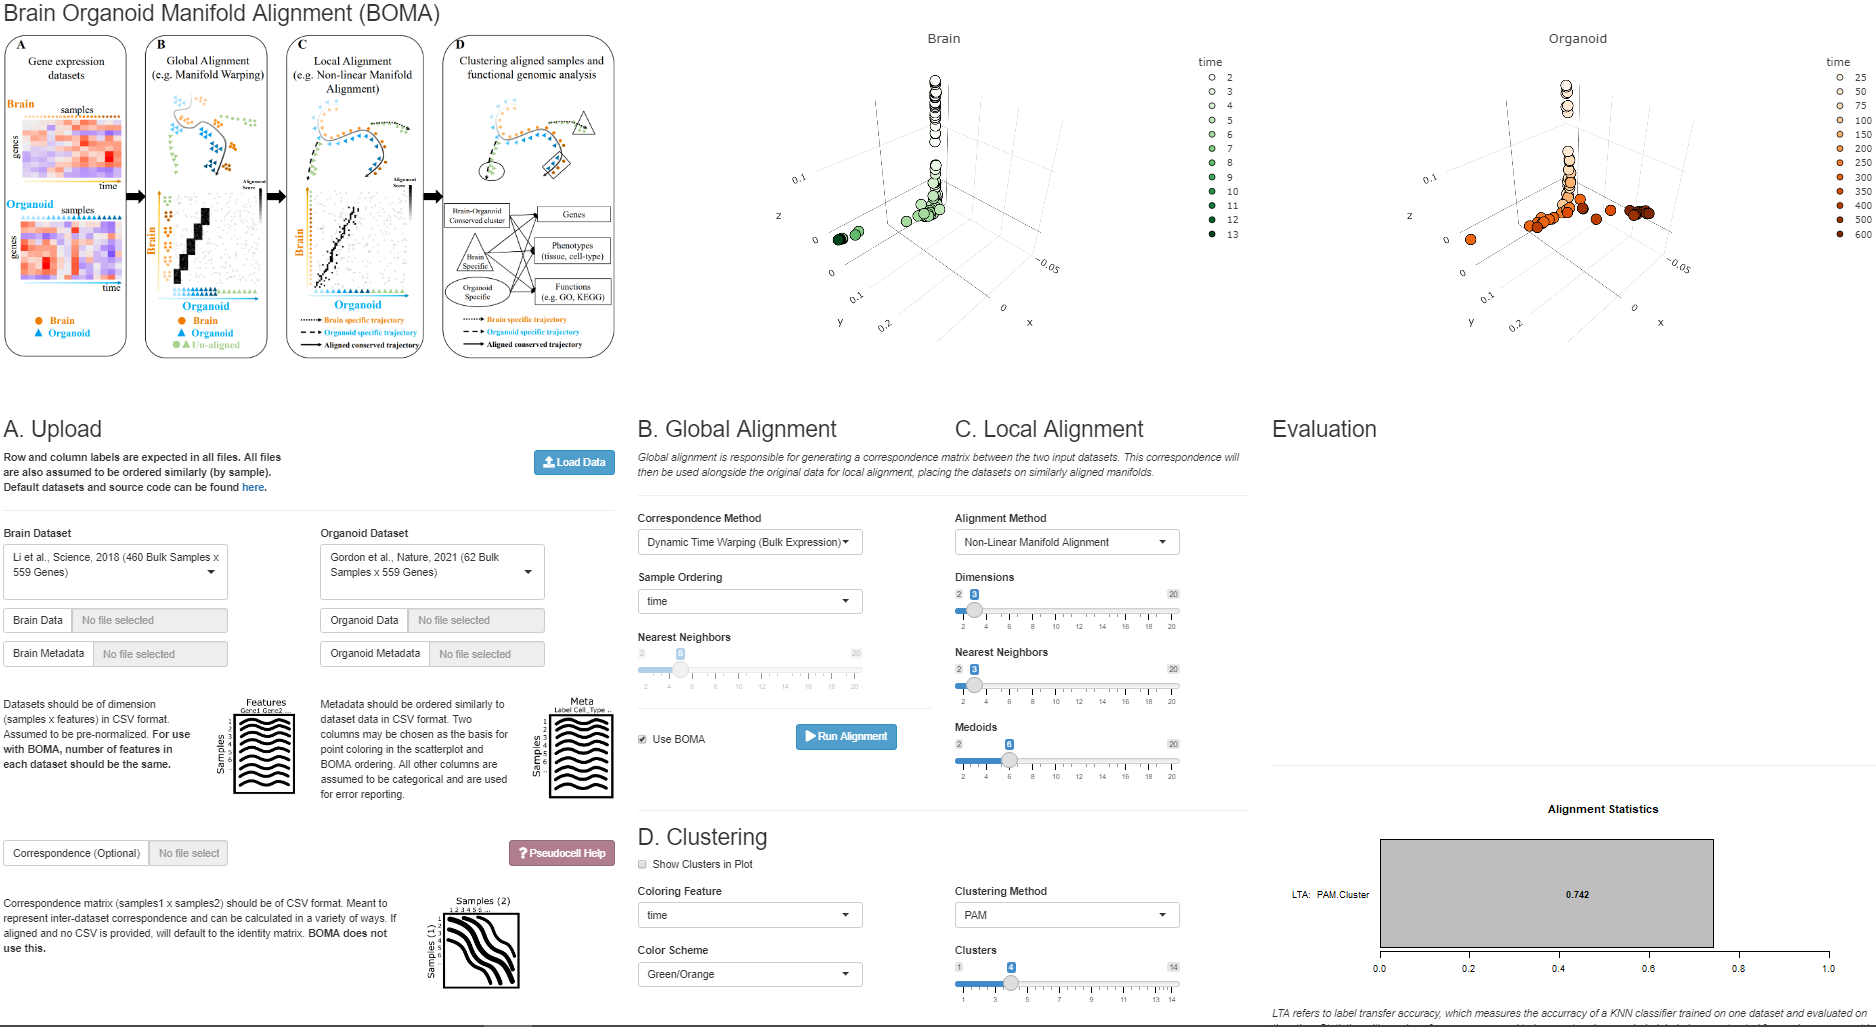 Brain Organoid Manifold Alignment (BOMA)
A
Gene expression
datasets
Brain
samples
genes
time
Organoid
samples
genes
time
Brain
Organoid
B
Global Alignment
(e.g. Manifold Warping)
Alignment
Score
Brain
Organoid
Brain
Organoid
Un-aligned
C
Local Alignment
(e.g. Non-linear Manifold
Alignment)
Alignment
Score
Brain
Organoid
Brain specific trajectory
Organoid specific trajectory
Aligned conserved trajectory
D
Clustering aligned samples and
functional genomic analysis
Brain-Organoid
Conserved cluster
Brain
Specific
Organoid
Specific
Genes
Phenotypes
(tissue, cell-type)
Functions
(e.g. GO, KEGG)
Brain specific trajectory
Organoid specific trajectory
Aligned conserved trajectory
Brain
time
2
3
4
5
6
7
8
9
10
11
12
13
0.1
z
0
0
0.1
y
0.2
−0.05
0
x
Organoid
time
25
50
75
100
150
200
250
300
350
400
500
600
0.1
z
0
0
0.1
y
0.2
−0.05
0
x
A. Upload
Row and column labels are expected in all files. All files
are also assumed to be ordered similarly (by sample).
Default datasets and source code can be found here.
Load Data
Brain Dataset
Li et al., Science, 2018 (460 Bulk Samples x
559 Genes)
Brain Data No file selected
Brain Metadata No file selected
Organoid Dataset
Gordon et al., Nature, 2021 (62 Bulk
Samples x 559 Genes)
Organoid Data No file selected
Organoid Metadata No file selected
Datasets should be of dimension
(samples x features) in CSV format.
Assumed to be pre-normalized. For use
with BOMA, number of features in
each dataset should be the same.
Features
Gene1 Gene2 ...
Samples
1
2
3
4
5
6
..
Metadata should be ordered similarly to
dataset data in CSV format. Two
columns may be chosen as the basis for
point coloring in the scatterplot and
BOMA ordering. All other columns are
assumed to be categorical and are used
for error reporting.
Meta
Label Cell_Type ..
Samples
1
2
3
4
5
6
..
Correspondence (Optional) No file select
? Pseudocell Help
Correspondence matrix (samples1 x samples2) should be of CSV format. Meant to
represent inter-dataset correspondence and can be calculated in a variety of ways. If
aligned and no CSV is provided, will default to the identity matrix. BOMA does not
use this.
Samples (2)
1 2 3 4 5 6 ...
Samples (1)
1
2
3
4
5
6
..
B. Global Alignment
C. Local Alignment
Global alignment is responsible for generating a correspondence matrix between the two input datasets. This correspondence will
then be used alongside the original data for local alignment, placing the datasets on similarly aligned manifolds.
Correspondence Method
Dynamic Time Warping (Bulk Expression)
Sample Ordering
time
Nearest Neighbors
2 5 20
2 4 6 8 10 12 14 16 18 20
Use BOMA
Run Alignment
Alignment Method
Non-Linear Manifold Alignment
Dimensions
2 3 20
2 4 6 8 10 12 14 16 18 20
Nearest Neighbors
2 3 20
2 4 6 8 10 12 14 16 18 20
Medoids
2 6 20
2 4 6 8 10 12 14 16 18 20
D. Clustering
Show Clusters in Plot
Coloring Feature
time
Color Scheme
Green/Orange
Clustering Method
PAM
Clusters
1 4 14
1 3 5 7 9 11 13 14
Evaluation
Alignment Statistics
LTA: PAM.Cluster
0.742
0.0 0.2 0.4 0.6 0.8 1.0
LTA refers to label transfer accuracy, which measures the accurracy of a KNN classifier trained on one dataset and evaluated on